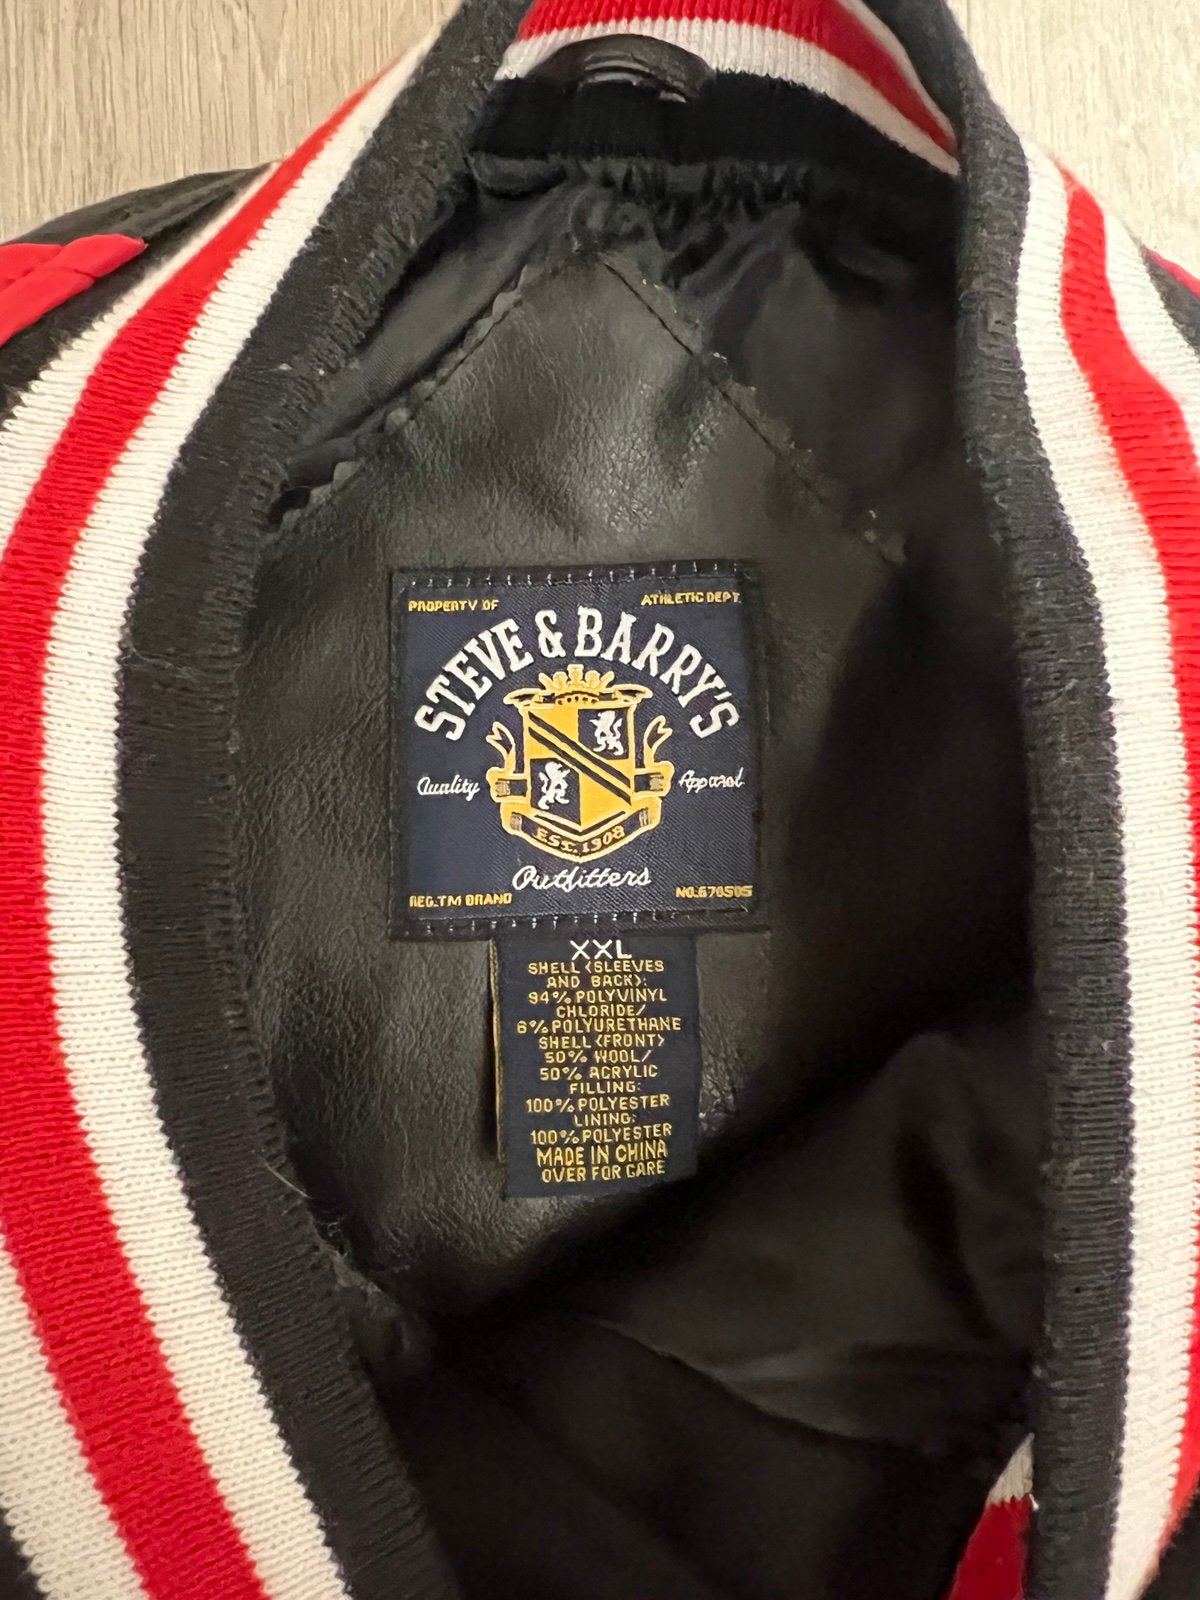 PROPERTY OF ATHLETIC DEPT.
STEVE & BARRY'S
Quality Apparel
EST. 1908
Outfitters
REG.TM BRAND NO.670505
XXL
SHELL (SLEEVES
AND BACK):
94% POLYVINYL
CHLORIDE/
6% POLYURETHANE
SHELL (FRONT)
50% WOOL/
50% ACRYLIC
FILLING:
100% POLYESTER
LINING:
100% POLYESTER
MADE IN CHINA
OVER FOR CARE